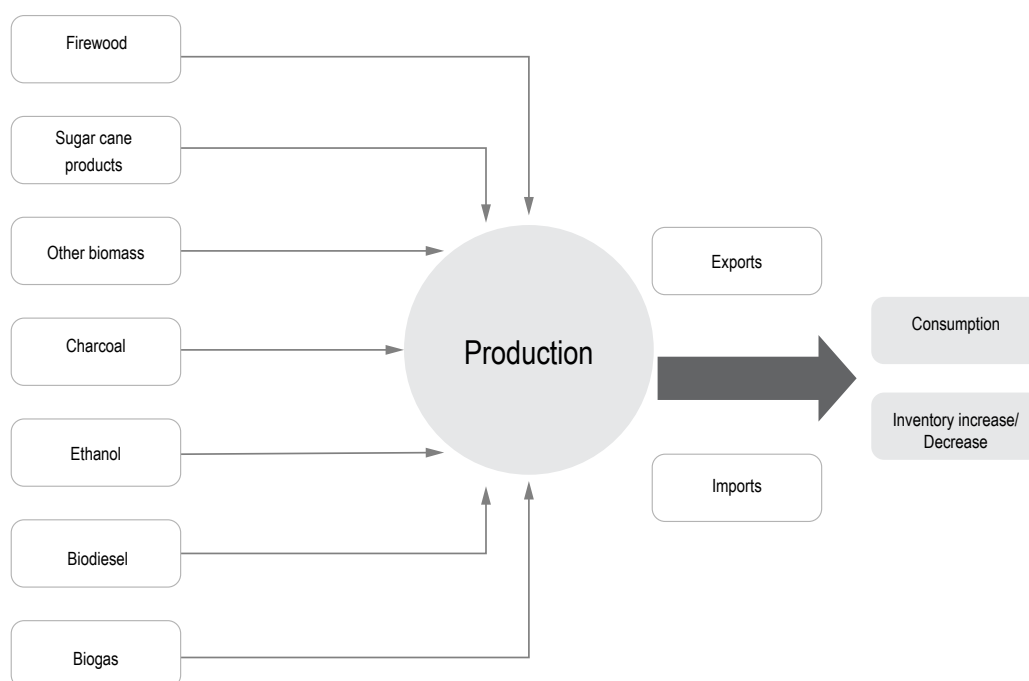 Firewood
Sugar cane
products
Other biomass
Charcoal
Ethanol
Biodiesel
Biogas
Production
Exports
Imports
Consumption
Inventory increase/
Decrease